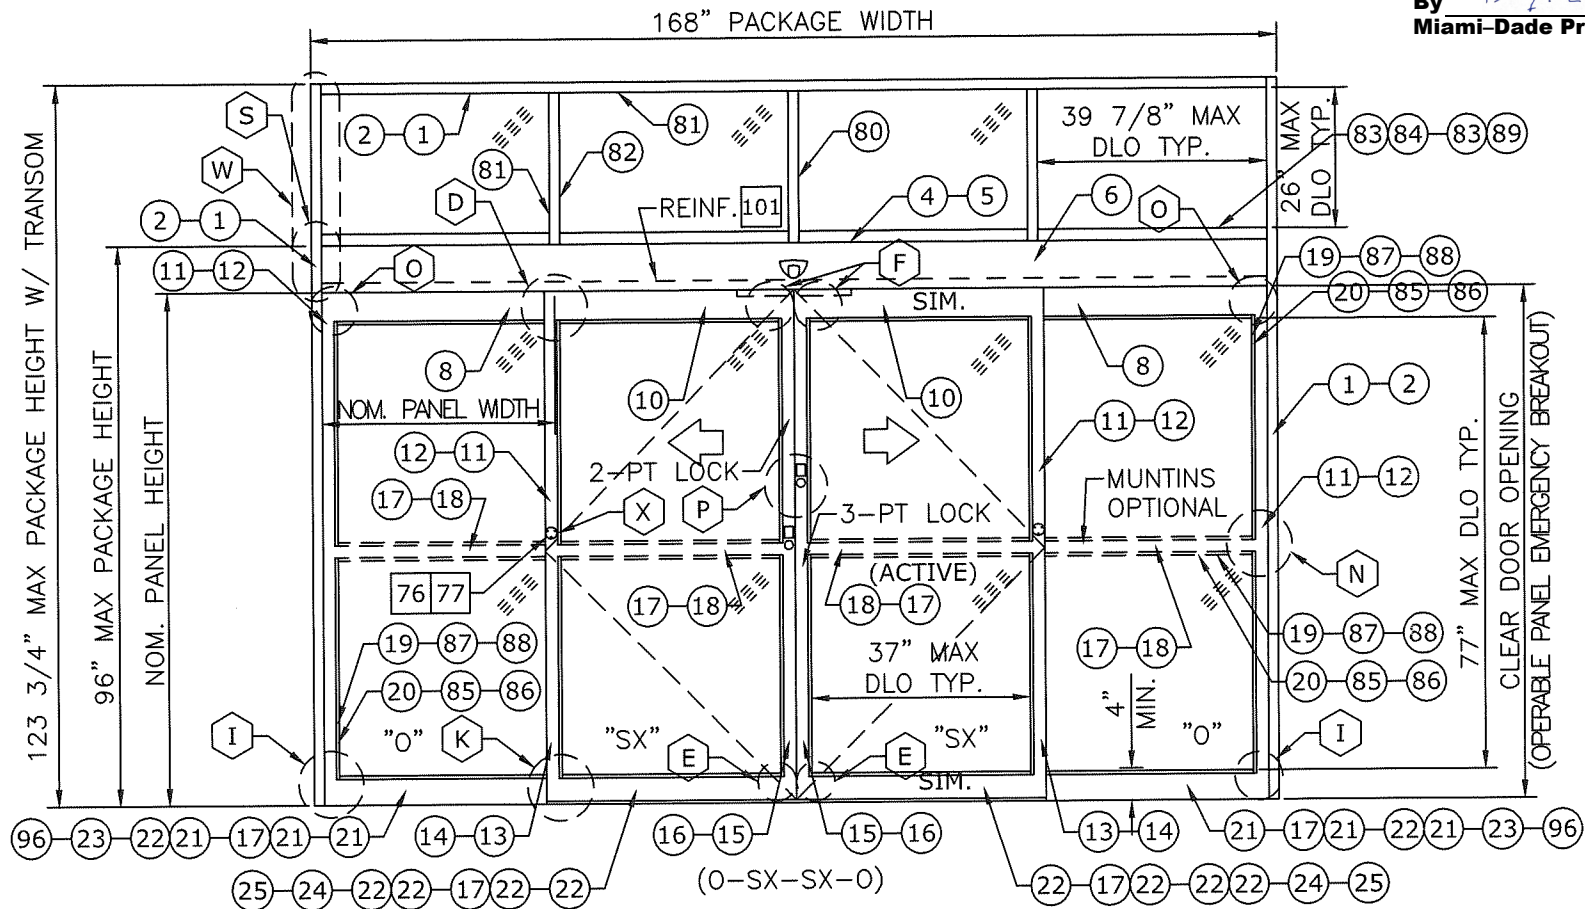 By
Miami-Dade Pr
168" PACKAGE WIDTH
123 3/4" MAX PACKAGE HEIGHT W/ TRANSOM
96" MAX PACKAGE HEIGHT
NOM. PANEL HEIGHT
S
W
2 1
81
81
82
80
39 7/8" MAX
DLO TYP.
26" MAX
DLO TYP.
83 84 83 89
D
REINF. 101
4 5
6
O
2 1
11 12
O
F
19 87 88
20 85 86
SIM.
8
10
10
8
1 2
NOM. PANEL WIDTH
12 11
11 12
2-PT LOCK
MUNTINS
OPTIONAL
11 12
17 18
X
P
3-PT LOCK
77" MAX DLO TYP.
CLEAR DOOR OPENING
(OPERABLE PANEL EMERGENCY BREAKOUT)
76 77
(ACTIVE)
N
17 18
18 17
19 87 88
17 18
19 87 88
20 85 86
37" MAX
DLO TYP.
4"
MIN.
20 85 86
I
"O"
K
"SX"
E
E
"SX"
"O"
I
SIM.
96 23 22 21 17 21 21
14 13
16 15
15 16
13 14
21 17 21 22 21 23 96
25 24 22 22 17 22 22
(O-SX-SX-O)
22 17 22 22 22 24 25